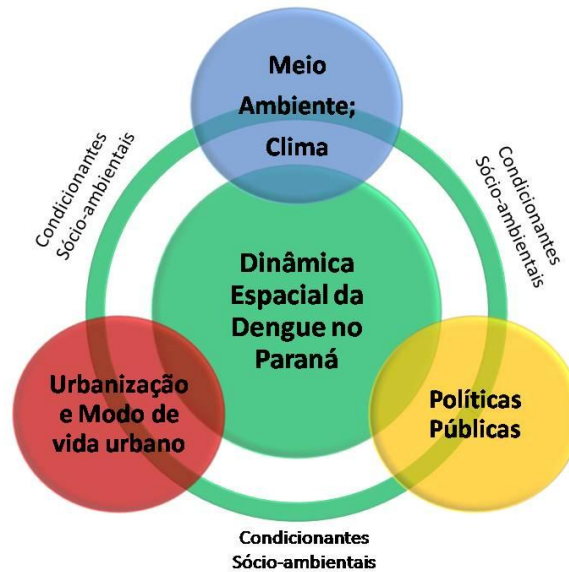 Meio
Ambiente;
Clima
Condicionantes
Sócio-ambientais
Condicionantes
Sócio-ambientais
Dinâmica
Espacial da
Dengue no
Paraná
Urbanização
e Modo de
vida urbano
Políticas
Públicas
Condicionantes
Sócio-ambientais